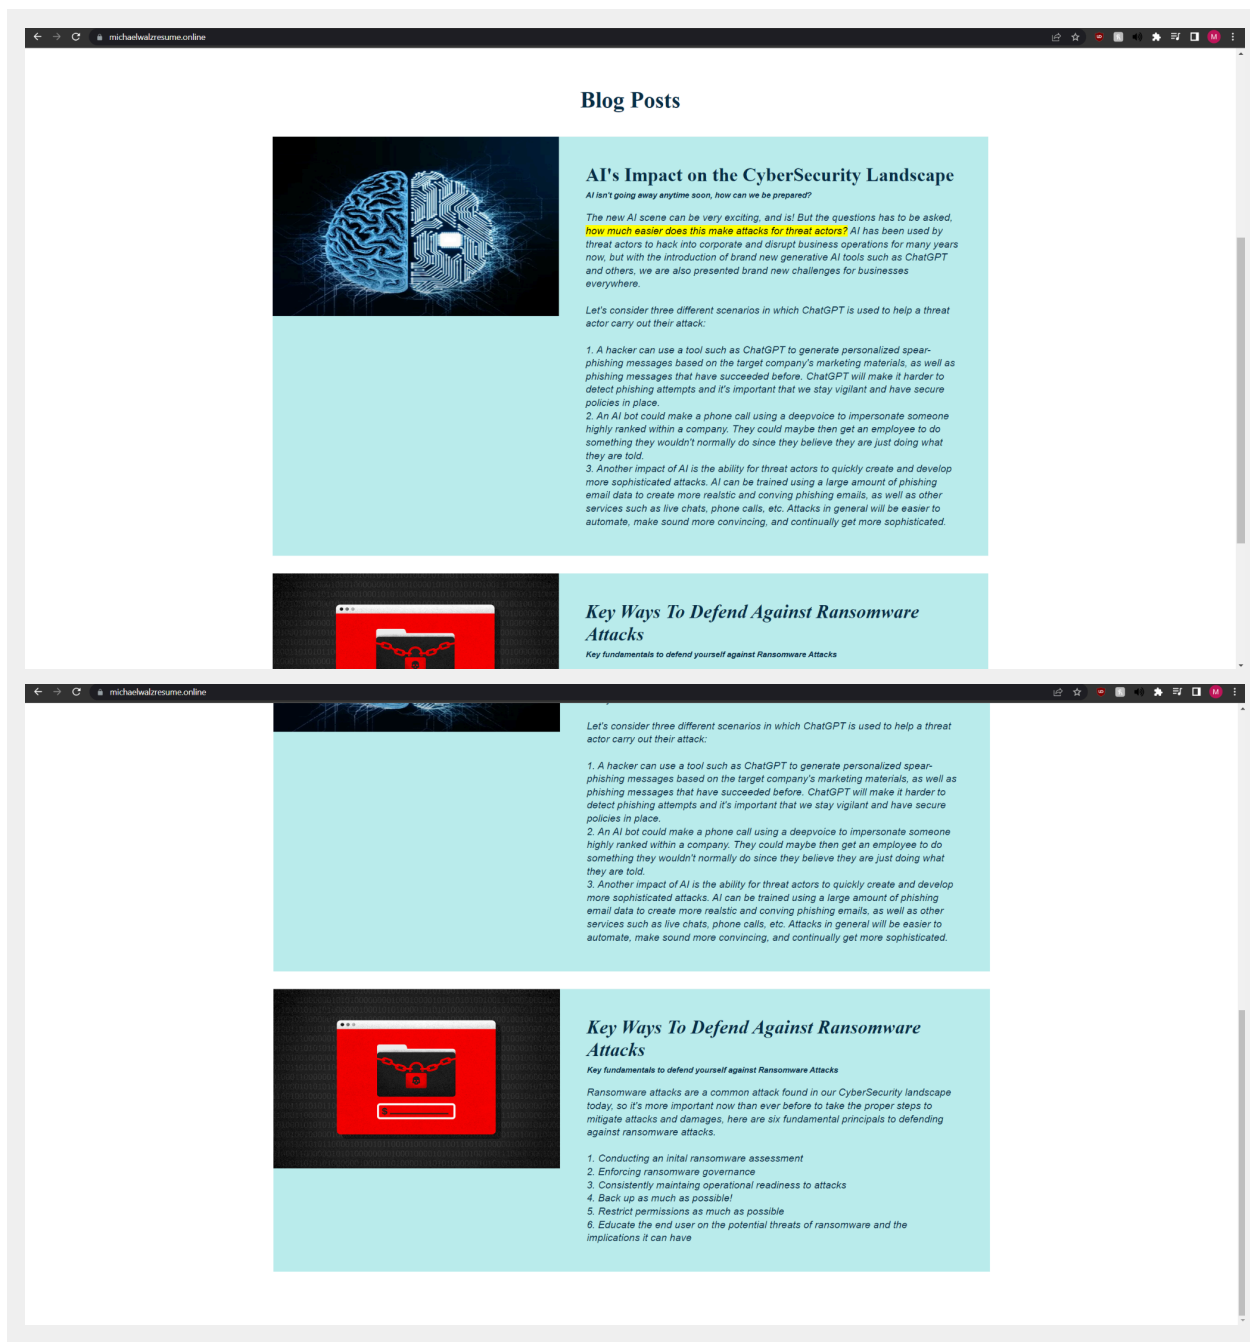 michaelwalzresume.online
M
Blog Posts
AI's Impact on the CyberSecurity Landscape
AI isn't going away anytime soon, how can we be prepared?
The new AI scene can be very exciting, and is! But the questions has to be asked,
how much easier does this make attacks for threat actors? AI has been used by
threat actors to hack into corporate and disrupt business operations for many years
now, but with the introduction of brand new generative AI tools such as ChatGPT
and others, we are also presented brand new challenges for businesses
everywhere.
Let's consider three different scenarios in which ChatGPT is used to help a threat
actor carry out their attack:
1. A hacker can use a tool such as ChatGPT to generate personalized spear-
phishing messages based on the target company's marketing materials, as well as
phishing messages that have succeeded before. ChatGPT will make it harder to
detect phishing attempts and it's important that we stay vigilant and have secure
policies in place.
2. An AI bot could make a phone call using a deepvoice to impersonate someone
highly ranked within a company. They could maybe then get an employee to do
something they wouldn't normally do since they believe they are just doing what
they are told.
3. Another impact of AI is the ability for threat actors to quickly create and develop
more sophisticated attacks. AI can be trained using a large amount of phishing
email data to create more realstic and conving phishing emails, as well as other
services such as live chats, phone calls, etc. Attacks in general will be easier to
automate, make sound more convincing, and continually get more sophisticated.
Key Ways To Defend Against Ransomware
Attacks
Key fundamentals to defend yourself against Ransomware Attacks
michaelwalzresume.online
M
Let's consider three different scenarios in which ChatGPT is used to help a threat
actor carry out their attack:
1. A hacker can use a tool such as ChatGPT to generate personalized spear-
phishing messages based on the target company's marketing materials, as well as
phishing messages that have succeeded before. ChatGPT will make it harder to
detect phishing attempts and it's important that we stay vigilant and have secure
policies in place.
2. An AI bot could make a phone call using a deepvoice to impersonate someone
highly ranked within a company. They could maybe then get an employee to do
something they wouldn't normally do since they believe they are just doing what
they are told.
3. Another impact of AI is the ability for threat actors to quickly create and develop
more sophisticated attacks. AI can be trained using a large amount of phishing
email data to create more realstic and conving phishing emails, as well as other
services such as live chats, phone calls, etc. Attacks in general will be easier to
automate, make sound more convincing, and continually get more sophisticated.
$
Key Ways To Defend Against Ransomware
Attacks
Key fundamentals to defend yourself against Ransomware Attacks
Ransomware attacks are a common attack found in our CyberSecurity landscape
today, so it's more important now than ever before to take the proper steps to
mitigate attacks and damages, here are six fundamental principals to defending
against ransomware attacks.
1. Conducting an inital ransomware assessment
2. Enforcing ransomware governance
3. Consistently maintaing operational readiness to attacks
4. Back up as much as possible!
5. Restrict permissions as much as possible
6. Educate the end user on the potential threats of ransomware and the
implications it can have